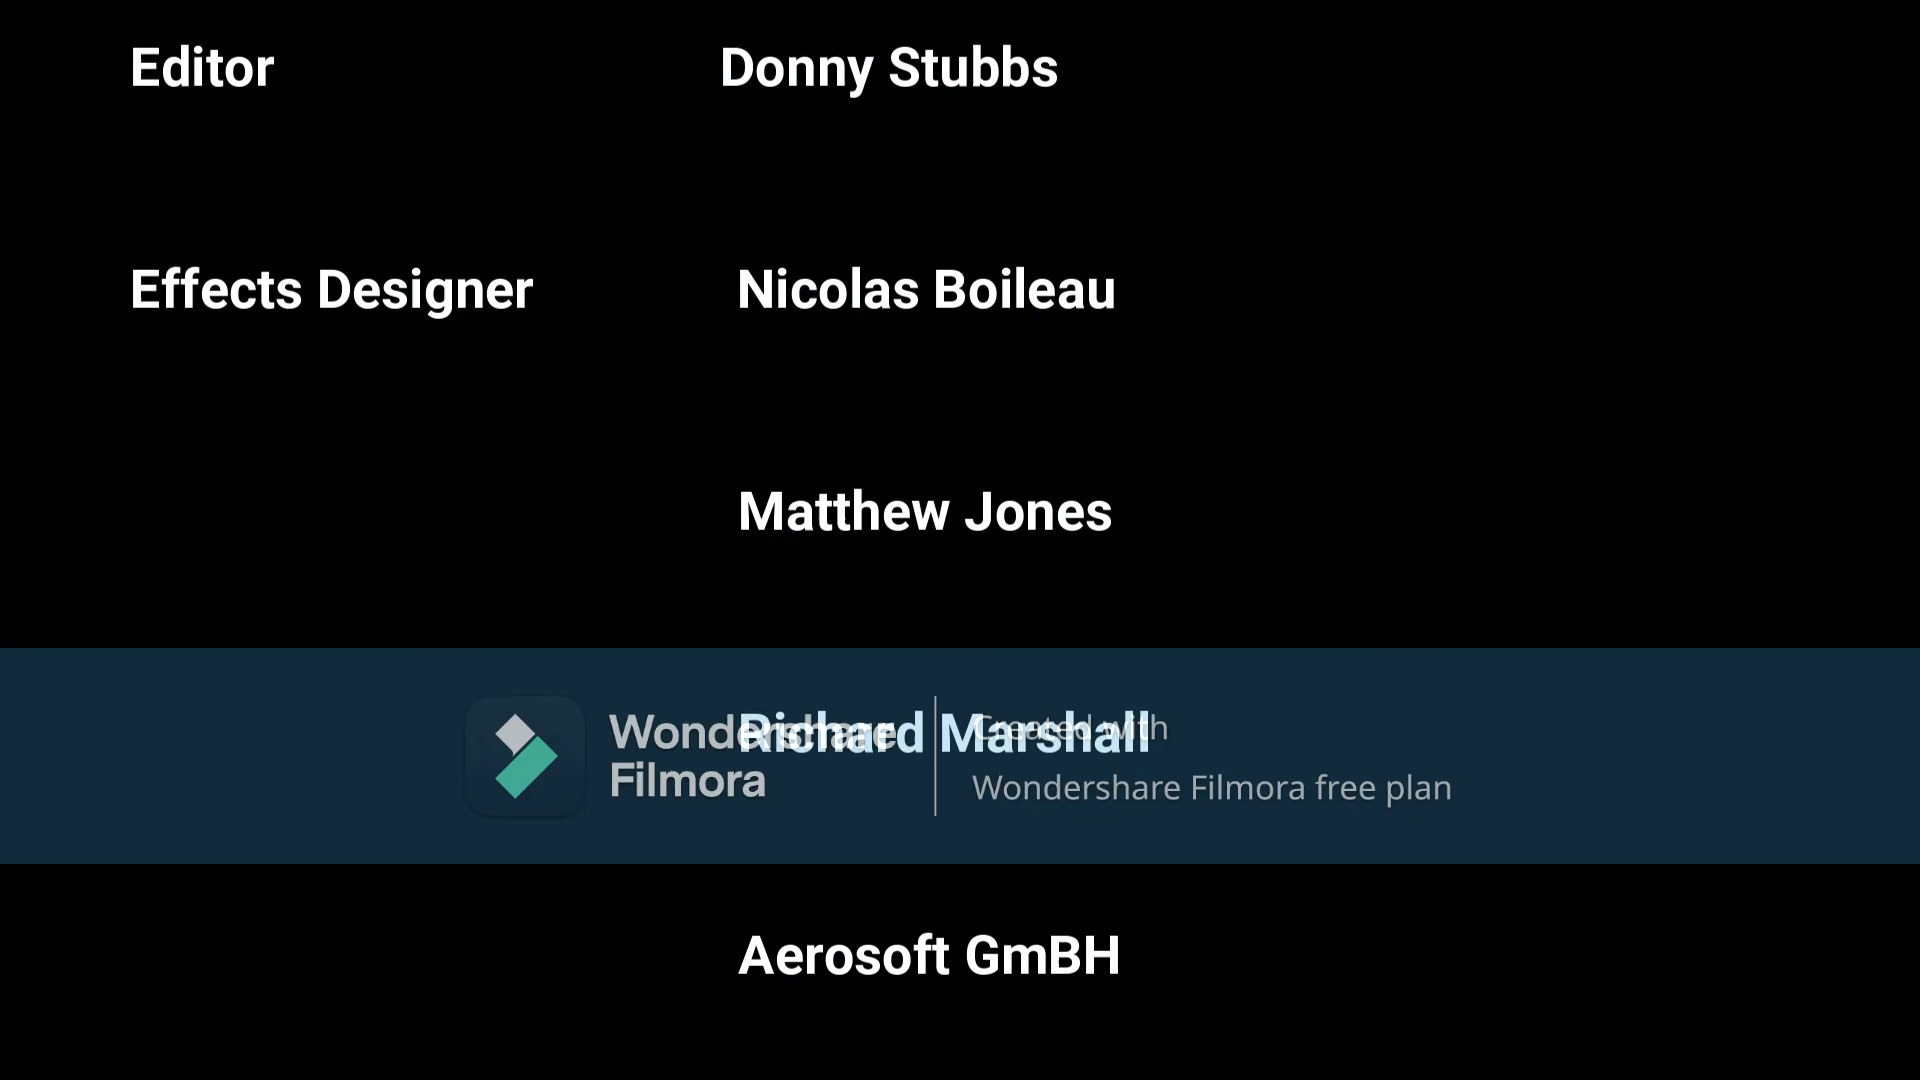 Editor Donny Stubbs
Effects Designer Nicolas Boileau
Matthew Jones
Richard Marshall
Wondershare
Filmora
Created with
Wondershare Filmora free plan
Aerosoft GmBH